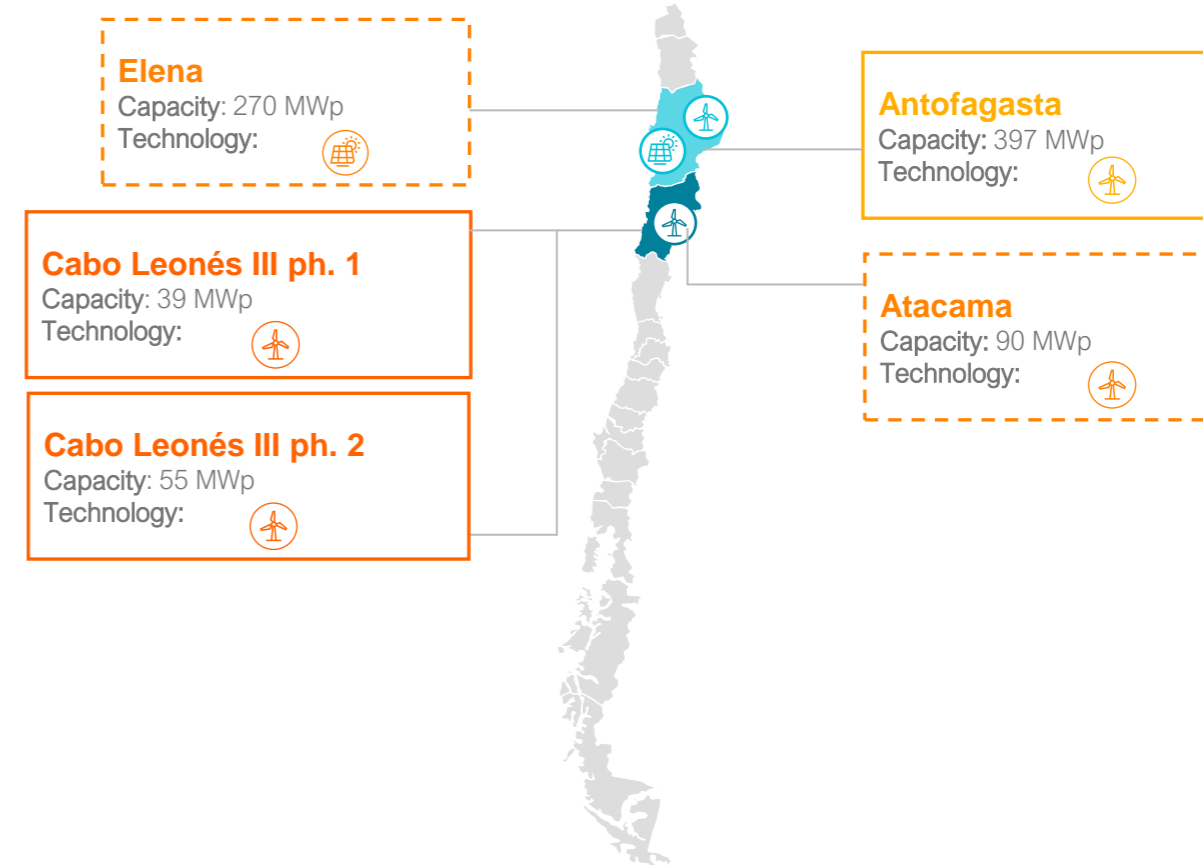 Elena
Capacity: 270 MWp
Technology:
Cabo Leonés III ph. 1
Capacity: 39 MWp
Technology:
Cabo Leonés III ph. 2
Capacity: 55 MWp
Technology:
Antofagasta
Capacity: 397 MWp
Technology:
Atacama
Capacity: 90 MWp
Technology: